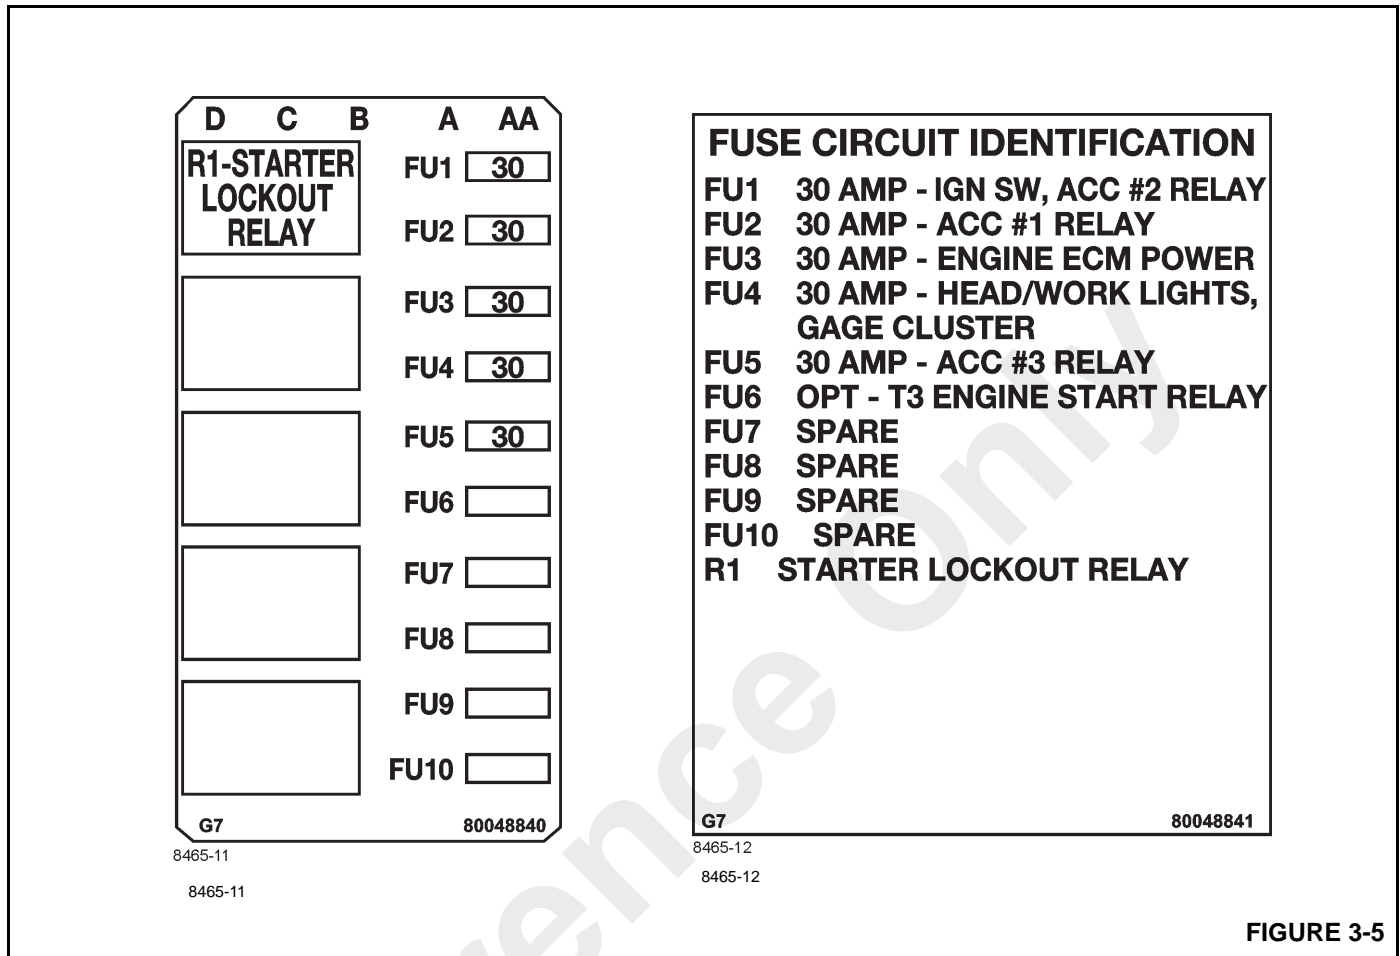 D C B A AA
R1-STARTER
LOCKOUT
RELAY
FU1 30
FU2 30
FU3 30
FU4 30
FU5 30
FU6
FU7
FU8
FU9
FU10
G7 80048840
8465-11
8465-11
FUSE CIRCUIT IDENTIFICATION
FU1 30 AMP - IGN SW, ACC #2 RELAY
FU2 30 AMP - ACC #1 RELAY
FU3 30 AMP - ENGINE ECM POWER
FU4 30 AMP - HEAD/WORK LIGHTS,
GAGE CLUSTER
FU5 30 AMP - ACC #3 RELAY
FU6 OPT - T3 ENGINE START RELAY
FU7 SPARE
FU8 SPARE
FU9 SPARE
FU10 SPARE
R1 STARTER LOCKOUT RELAY
G7 80048841
8465-12
8465-12
FIGURE 3-5
rence Only